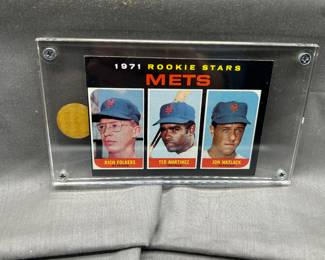 1971 ROOKIE STARS
METS
RICH FOLKERS TED MARTINEZ JON MATLACK